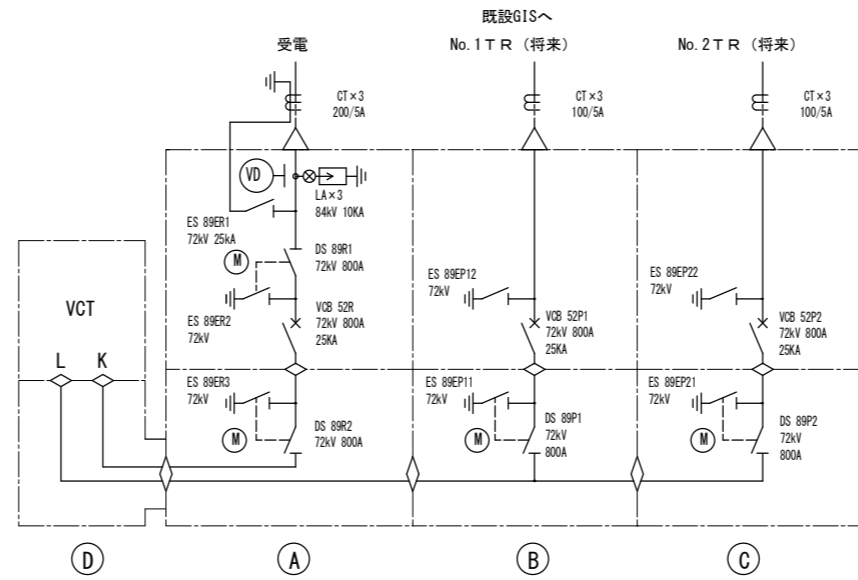 既設GISへ
受電
No.1TR（将来）
No.2TR（将来）
CT×3
200/5A
CT×3
100/5A
CT×3
100/5A
VD
LA×3
84kV 10KA
ES 89ER1
72kV 25kA
M
DS 89R1
72kV 800A
ES 89ER2
72kV
VCB 52R
72kV 800A
25KA
ES 89EP12
72kV
VCB 52P1
72kV 800A
25KA
ES 89EP22
72kV
VCB 52P2
72kV 800A
25KA
VCT
L
K
ES 89ER3
72kV
M
DS 89R2
72kV 800A
ES 89EP11
72kV
M
DS 89P1
72kV
800A
ES 89EP21
72kV
M
DS 89P2
72kV
800A
D
A
B
C